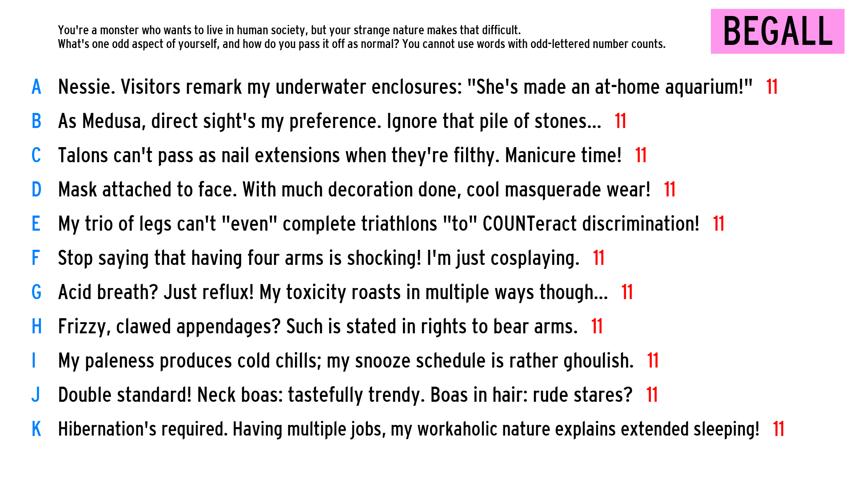 You're a monster who wants to live in human society, but your strange nature makes that difficult.
What's one odd aspect of yourself, and how do you pass it off as normal? You cannot use words with odd-lettered number counts.
BEGALL
A Nessie. Visitors remark my underwater enclosures: "She's made an at-home aquarium!" 11
B As Medusa, direct sight's my preference. Ignore that pile of stones... 11
C Talons can't pass as nail extensions when they're filthy. Manicure time! 11
D Mask attached to face. With much decoration done, cool masquerade wear! 11
E My trio of legs can't "even" complete triathlons "to" COUNTeract discrimination! 11
F Stop saying that having four arms is shocking! I'm just cosplaying. 11
G Acid breath? Just reflux! My toxicity roasts in multiple ways though... 11
H Frizzy, clawed appendages? Such is stated in rights to bear arms. 11
I My paleness produces cold chills; my snooze schedule is rather ghoulish. 11
J Double standard! Neck boas: tastefully trendy. Boas in hair: rude stares? 11
K Hibernation's required. Having multiple jobs, my workaholic nature explains extended sleeping! 11